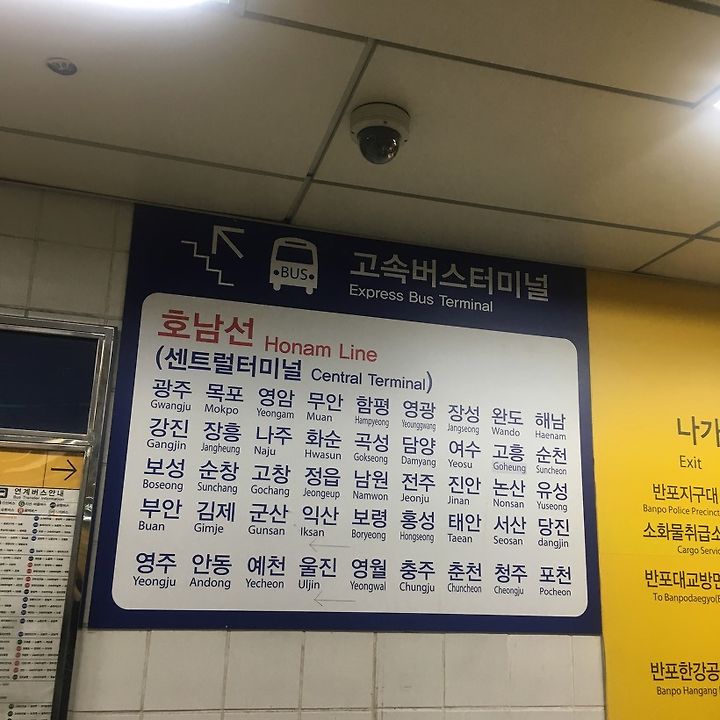 BUS
고속버스터미널
Express Bus Terminal
호남선 Honam Line
(센트럴터미널 Central Terminal)
광주 목포 영암 무안 함평 영광 장성 완도 해남
Gwangju Mokpo Yeongam Muan Hampyeong Yeounggwang Jangseong Wando Haenam
강진 장흥 나주 화순 곡성 담양 여수 고흥 순천
Gangjin Jangheung Naju Hwasun Gokseong Damyang Yeosu Goheung Suncheon
보성 순창 고창 정읍 남원 전주 진안 논산 유성
Boseong Sunchang Gochang Jeongeup Namwon Jeonju Jinan Nonsan Yuseong
부안 김제 군산 익산 보령 홍성 태안 서산 당진
Buan Gimje Gunsan Iksan Boryeong Hongseong Taean Seosan dangjin
영주 안동 예천 울진 영월 충주 춘천 청주 포천
Yeongju Andong Yecheon Uljin Yeongwal Chungju Chuncheon Cheongju Pocheon
연계버스안내
나가
Exit
반포지구대
Banpo Police Precinct
소화물취급소
Cargo Servic
반포대교방면
To Banpodaegyo(B
반포한강공
Banpo Hangang